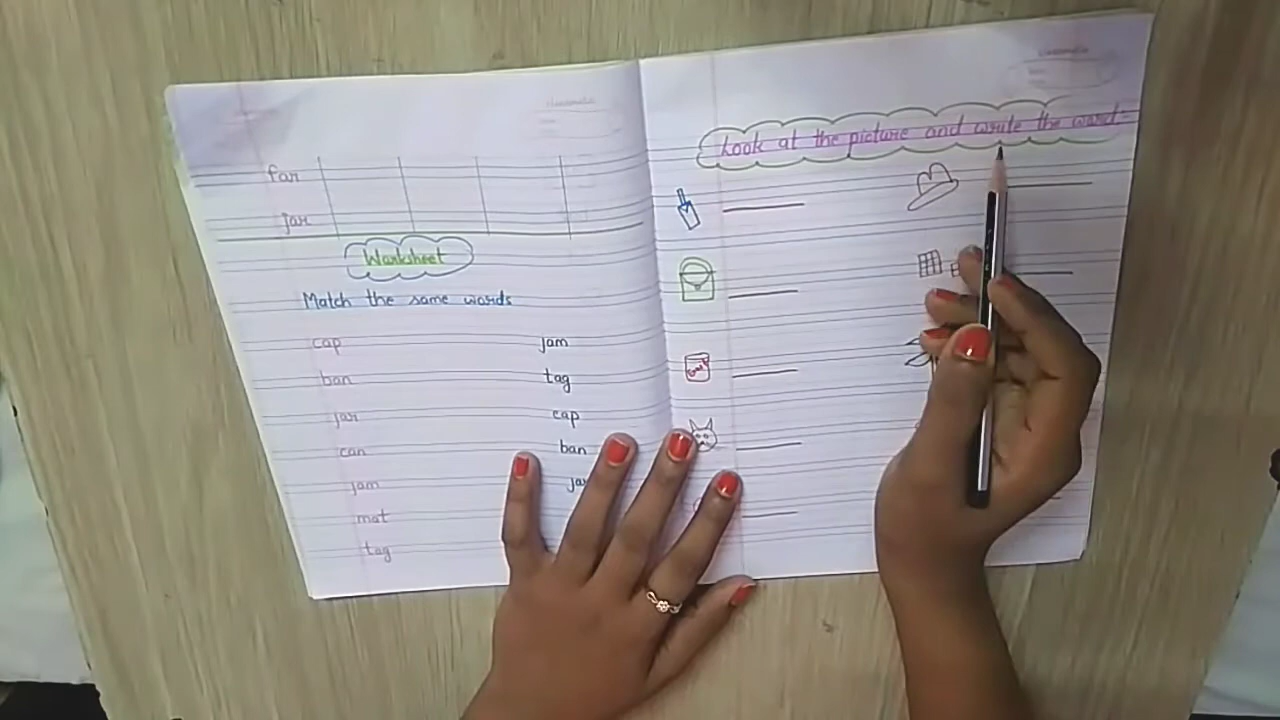 far
jar
Worksheet
Match the same words
cap jam
ban tag
jar cap
can ban
jam
mat
tag
Look at the picture and write the word:-